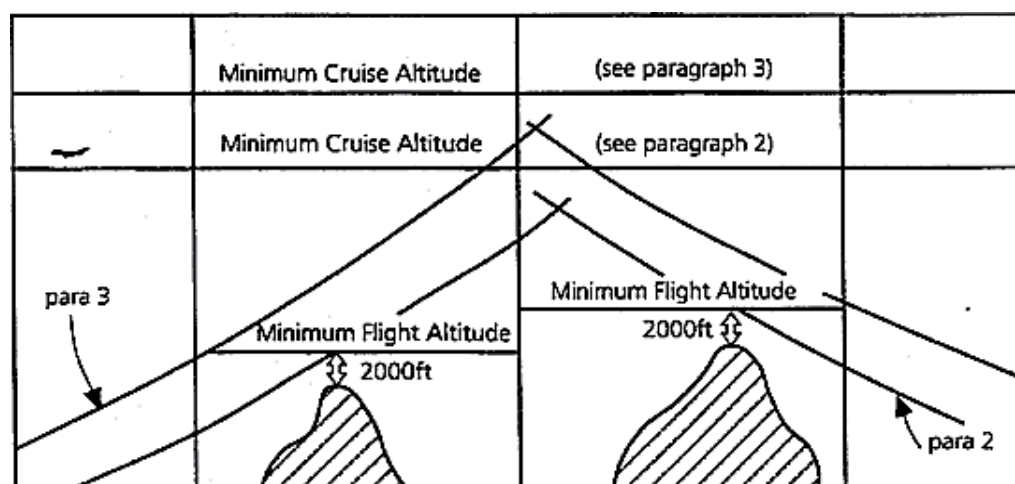 Minimum Cruise Altitude (see paragraph 3)
Minimum Cruise Altitude (see paragraph 2)
para 3
Minimum Flight Altitude
2000ft
Minimum Flight Altitude
2000ft
para 2